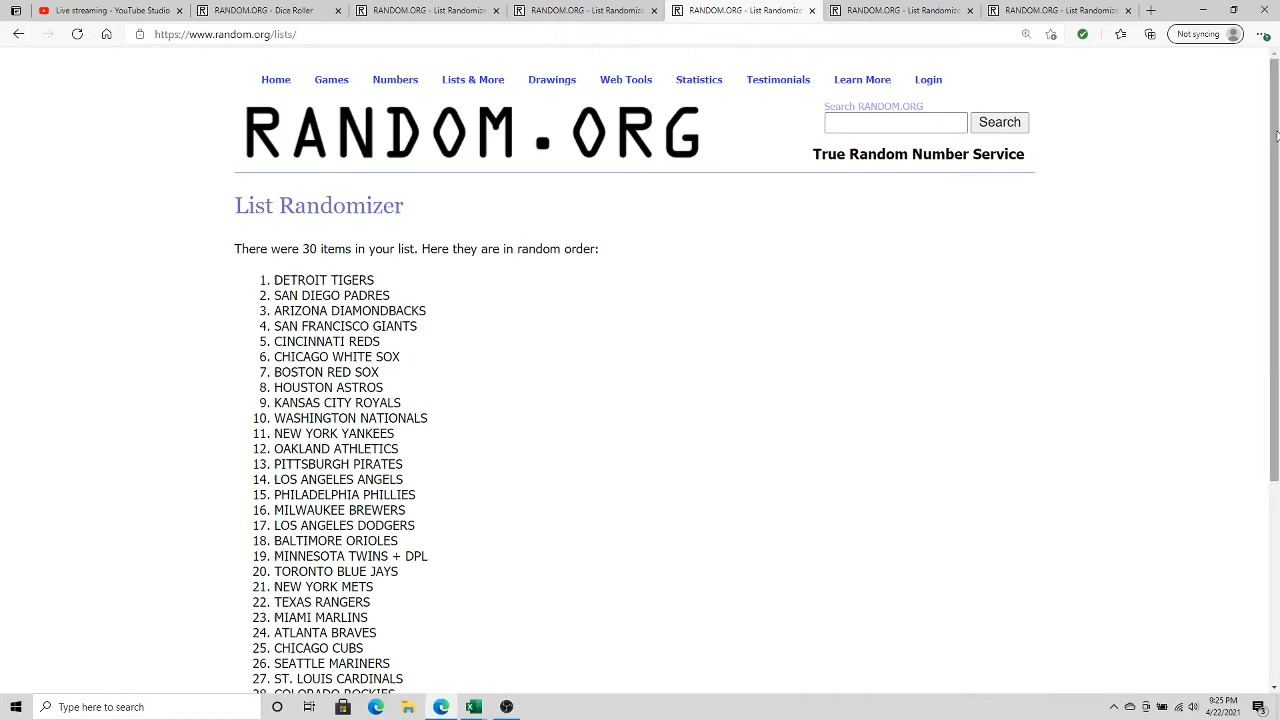 Live streaming - YouTube Studio
RANDOM.ORG - Dice Roller
RANDOM.ORG - List Randomize
RANDOM.ORG - List Randomize
RANDOM.ORG - List Randomize
RANDOM.ORG - List Randomize
RANDOM.ORG - List Randomize
https://www.random.org/lists/
Not syncing
Home Games Numbers Lists & More Drawings Web Tools Statistics Testimonials Learn More Login
RANDOM.ORG
Search RANDOM.ORG
Search
True Random Number Service
List Randomizer
There were 30 items in your list. Here they are in random order:
1. DETROIT TIGERS
2. SAN DIEGO PADRES
3. ARIZONA DIAMONDBACKS
4. SAN FRANCISCO GIANTS
5. CINCINNATI REDS
6. CHICAGO WHITE SOX
7. BOSTON RED SOX
8. HOUSTON ASTROS
9. KANSAS CITY ROYALS
10. WASHINGTON NATIONALS
11. NEW YORK YANKEES
12. OAKLAND ATHLETICS
13. PITTSBURGH PIRATES
14. LOS ANGELES ANGELS
15. PHILADELPHIA PHILLIES
16. MILWAUKEE BREWERS
17. LOS ANGELES DODGERS
18. BALTIMORE ORIOLES
19. MINNESOTA TWINS + DPL
20. TORONTO BLUE JAYS
21. NEW YORK METS
22. TEXAS RANGERS
23. MIAMI MARLINS
24. ATLANTA BRAVES
25. CHICAGO CUBS
26. SEATTLE MARINERS
27. ST. LOUIS CARDINALS
28. COLORADO ROCKIES
Type here to search
9:25 PM
4/22/2021
3